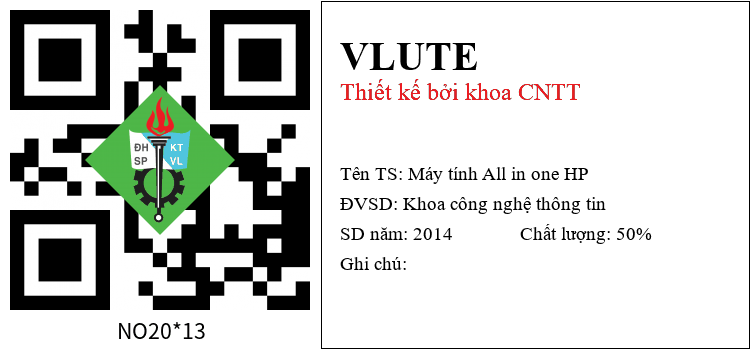 ĐH KT
SP VL
NO20*13
VLUTE
Thiết kế bởi khoa CNTT
Tên TS: Máy tính All in one HP
ĐVSD: Khoa công nghệ thông tin
SD năm: 2014 Chất lượng: 50%
Ghi chú: